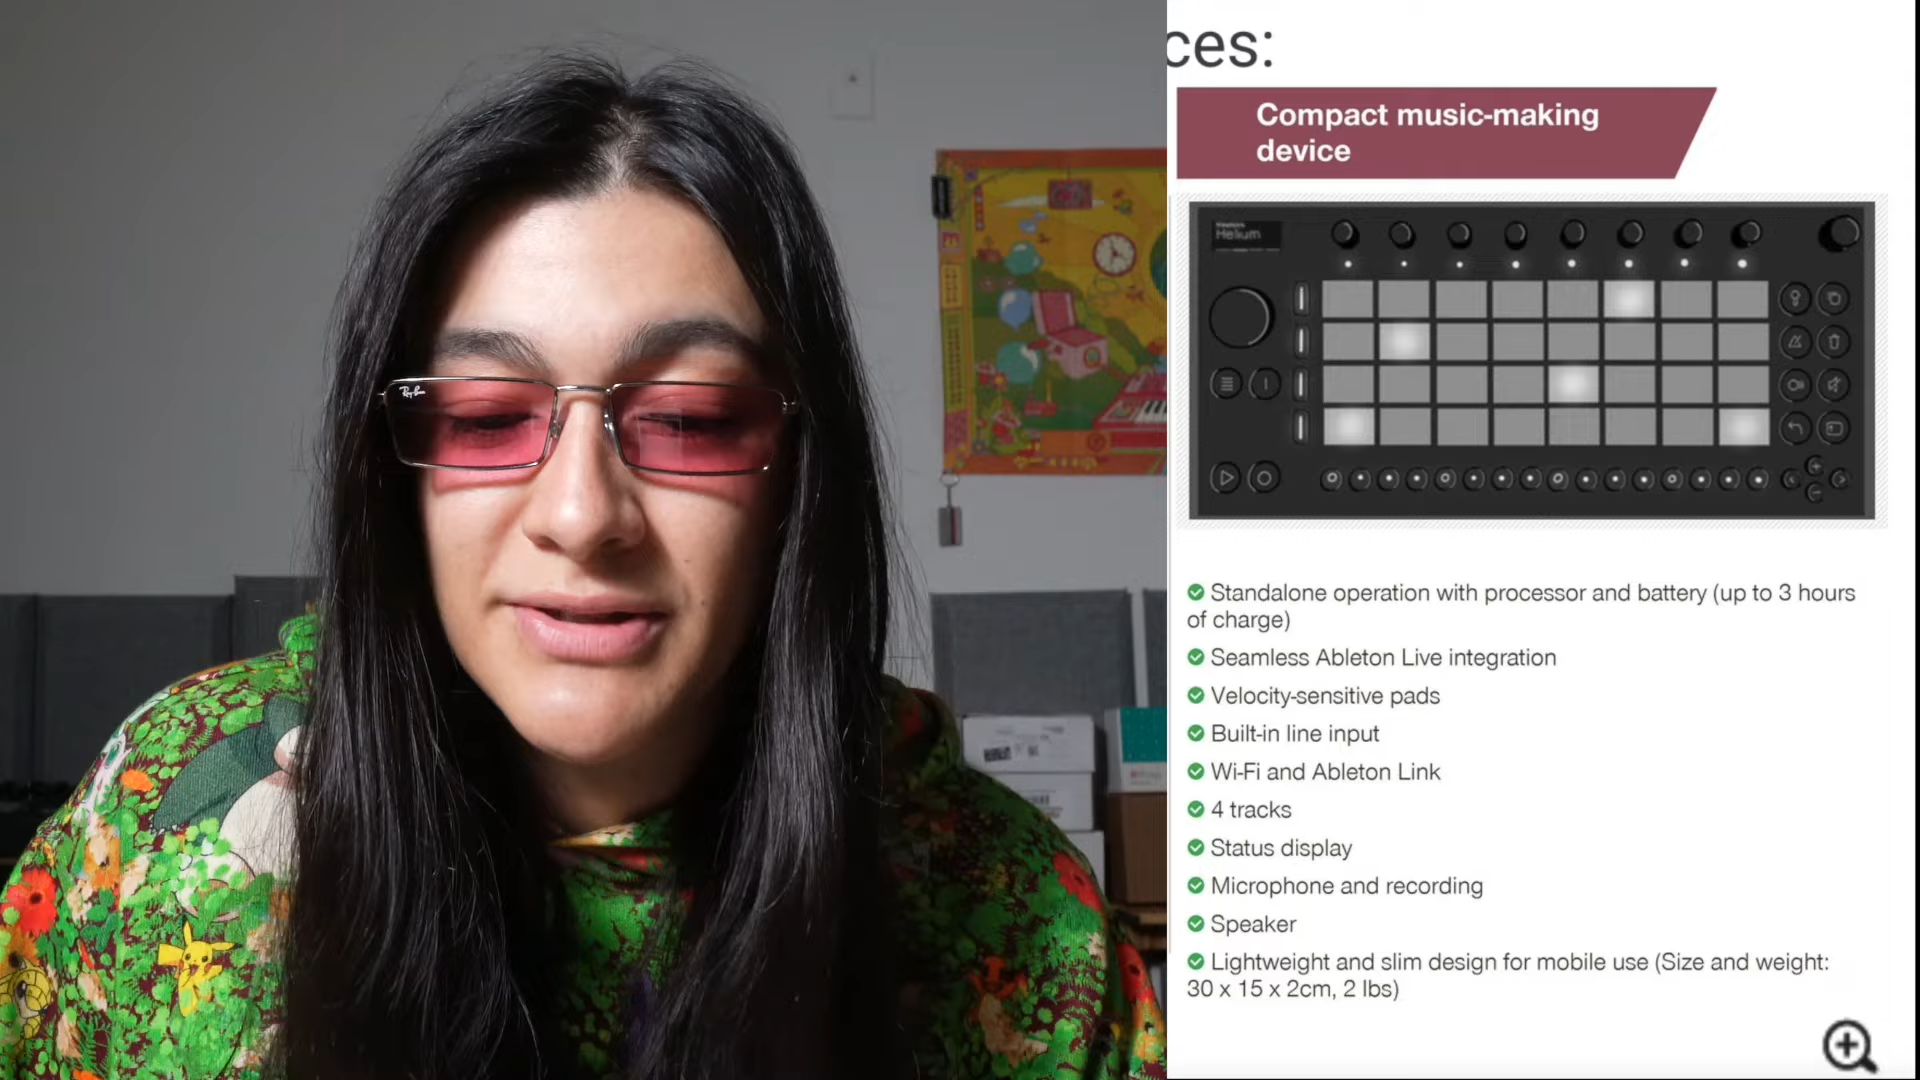 ces:
Compact music-making
device
Helium
Ray-Ban
Standalone operation with processor and battery (up to 3 hours
of charge)
Seamless Ableton Live integration
Velocity-sensitive pads
Built-in line input
Wi-Fi and Ableton Link
4 tracks
Status display
Microphone and recording
Speaker
Lightweight and slim design for mobile use (Size and weight:
30 x 15 x 2cm, 2 lbs)